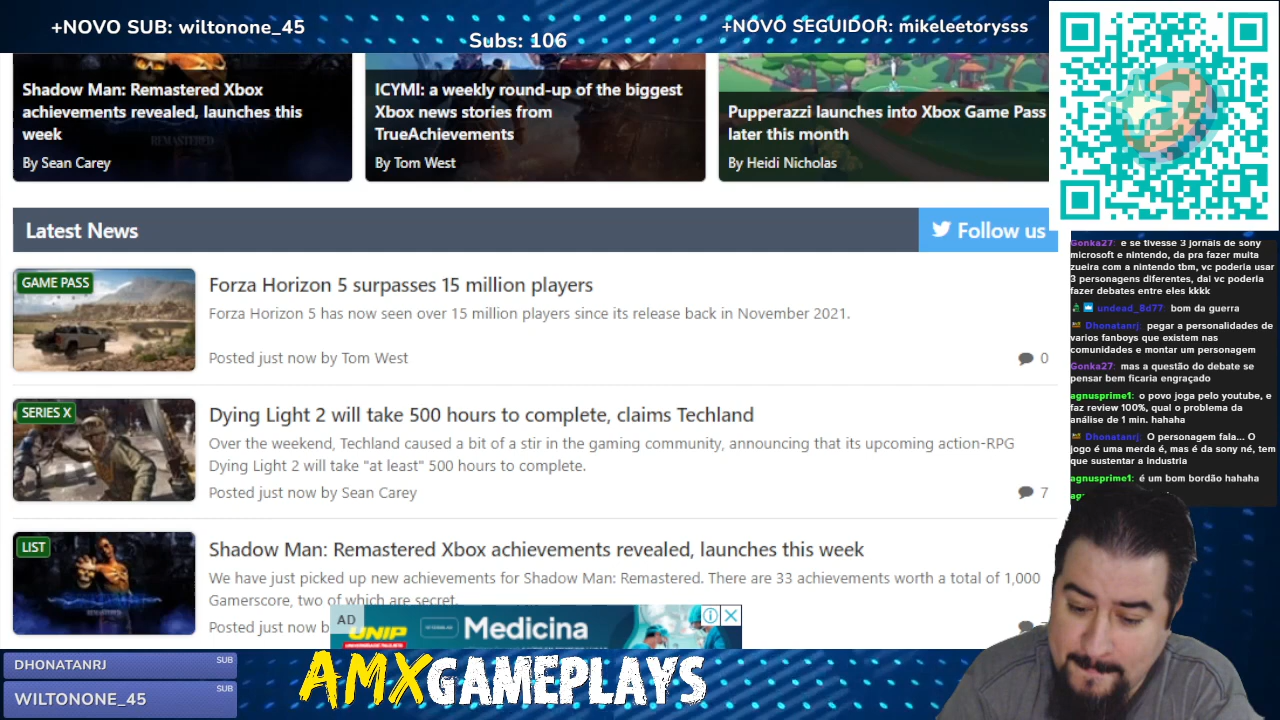 +NOVO SUB: wiltonone_45
Subs: 106
+NOVO SEGUIDOR: mikeleetorysss
Shadow Man: Remastered Xbox
achievements revealed, launches this
week
REMASTERED
By Sean Carey
ICYMI: a weekly round-up of the biggest
Xbox news stories from
TrueAchievements
By Tom West
Pupperazzi launches into Xbox Game Pass
later this month
By Heidi Nicholas
Latest News
Follow us
GAME PASS
Forza Horizon 5 surpasses 15 million players
Forza Horizon 5 has now seen over 15 million players since its release back in November 2021.
Posted just now by Tom West
0
SERIES X
Dying Light 2 will take 500 hours to complete, claims Techland
Over the weekend, Techland caused a bit of a stir in the gaming community, announcing that its upcoming action-RPG
Dying Light 2 will take "at least" 500 hours to complete.
Posted just now by Sean Carey
7
LIST
Shadow Man: Remastered Xbox achievements revealed, launches this week
We have just picked up new achievements for Shadow Man: Remastered. There are 33 achievements worth a total of 1,000
Gamerscore, two of which are secret.
Posted just now b
AD
UNIP
Medicina
Gonka27: e se tivesse 3 jornais de sony
microsoft e nintendo, da pra fazer muita
zueira com a nintendo tbm, vc poderia usar
3 personagens diferentes, dai vc poderia
fazer debates entre eles kkkk
undead_8d77 bom da guerra
Dhonatanrj: pegar a personalidades de
varios fanboys que existem nas
comunidades e montar um personagem
Gonka27: mas a questão do debate se
pensar bem ficaria engraçado
agnusprime1: o povo joga pelo youtube, e
faz review 100%, qual o problema da
análise de 1 min. hahaha
Dhonatanrj: O personagem fala... O
jogo é uma merda é, mas é da sony né, tem
que sustentar a industria
agnusprime1: é um bom bordão hahaha
DHONATANRJ
SUB
WILTONONE_45
SUB
AMXGAMEPLAYS